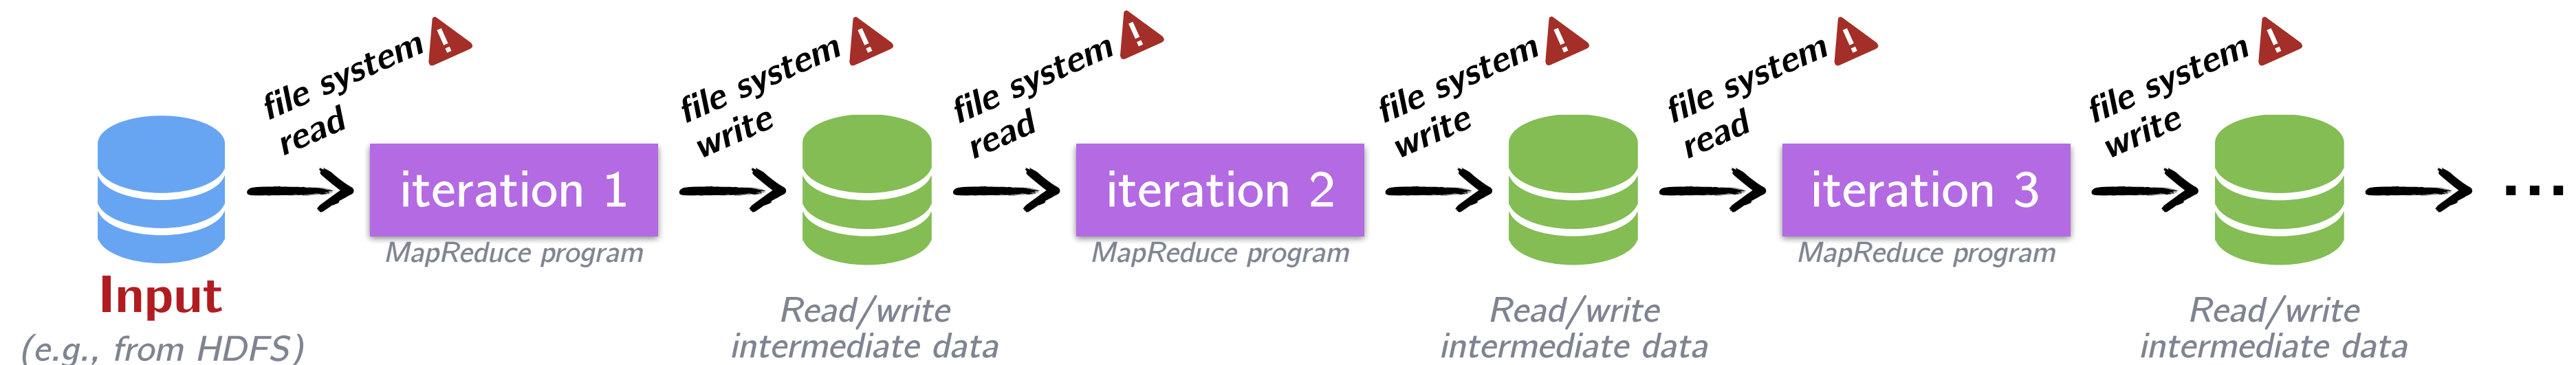 file system
read
file system
write
file system
read
file system
write
file system
read
file system
write
iteration 1
iteration 2
iteration 3
...
MapReduce program
MapReduce program
MapReduce program
Input
(e.g., from HDFS)
Read/write
intermediate data
Read/write
intermediate data
Read/write
intermediate data